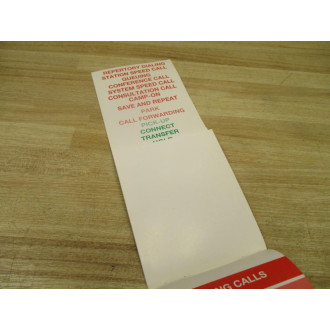 REPERTORY DIALING
STATION SPEED CALL
QUEUING
CONFERENCE CALL
SYSTEM SPEED CALL
CONSULTATION CALL
CAMP-ON
SAVE AND REPEAT
PARK
CALL FORWARDING
PICK-UP
CONNECT
TRANSFER
CALLS